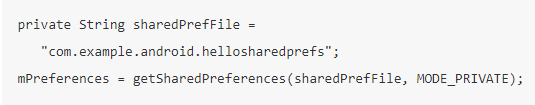 private String sharedPrefFile =
"com.example.android.hellosharedprefs";
mPreferences = getSharedPreferences(sharedPrefFile, MODE_PRIVATE);